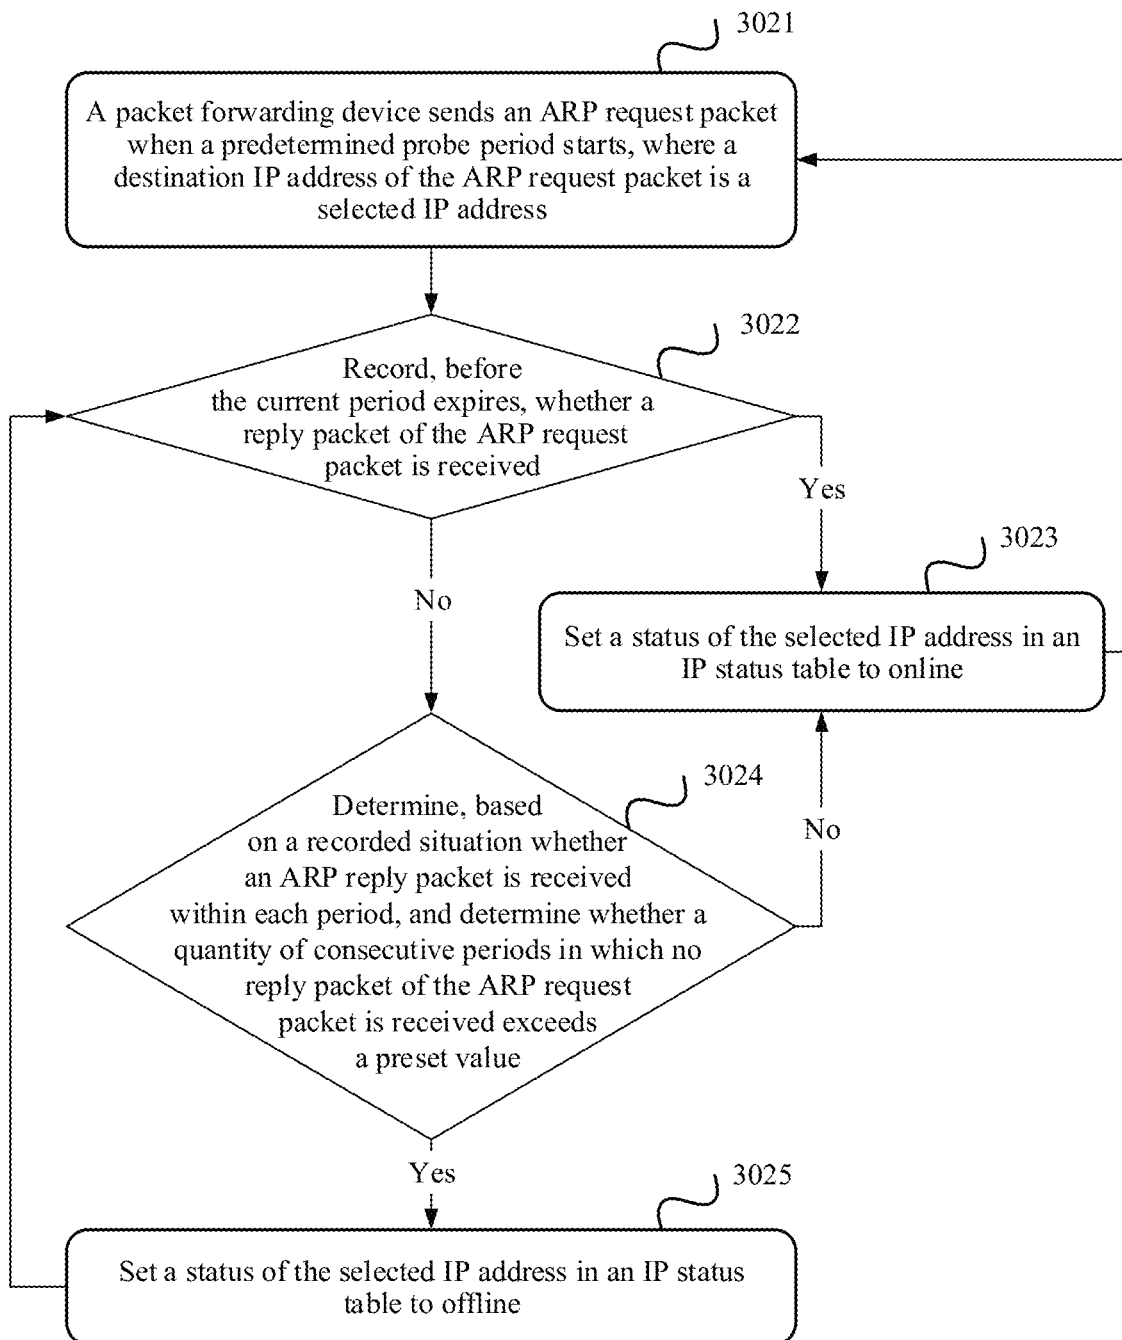 3021
A packet forwarding device sends an ARP request packet
when a predetermined probe period starts, where a
destination IP address of the ARP request packet is a
selected IP address
3022
Record, before
the current period expires, whether a
reply packet of the ARP request
packet is received
Yes
No
3023
Set a status of the selected IP address in an
IP status table to online
3024
Determine, based
on a recorded situation whether
an ARP reply packet is received
within each period, and determine whether a
quantity of consecutive periods in which no
reply packet of the ARP request
packet is received exceeds
a preset value
No
Yes
3025
Set a status of the selected IP address in an IP status
table to offline